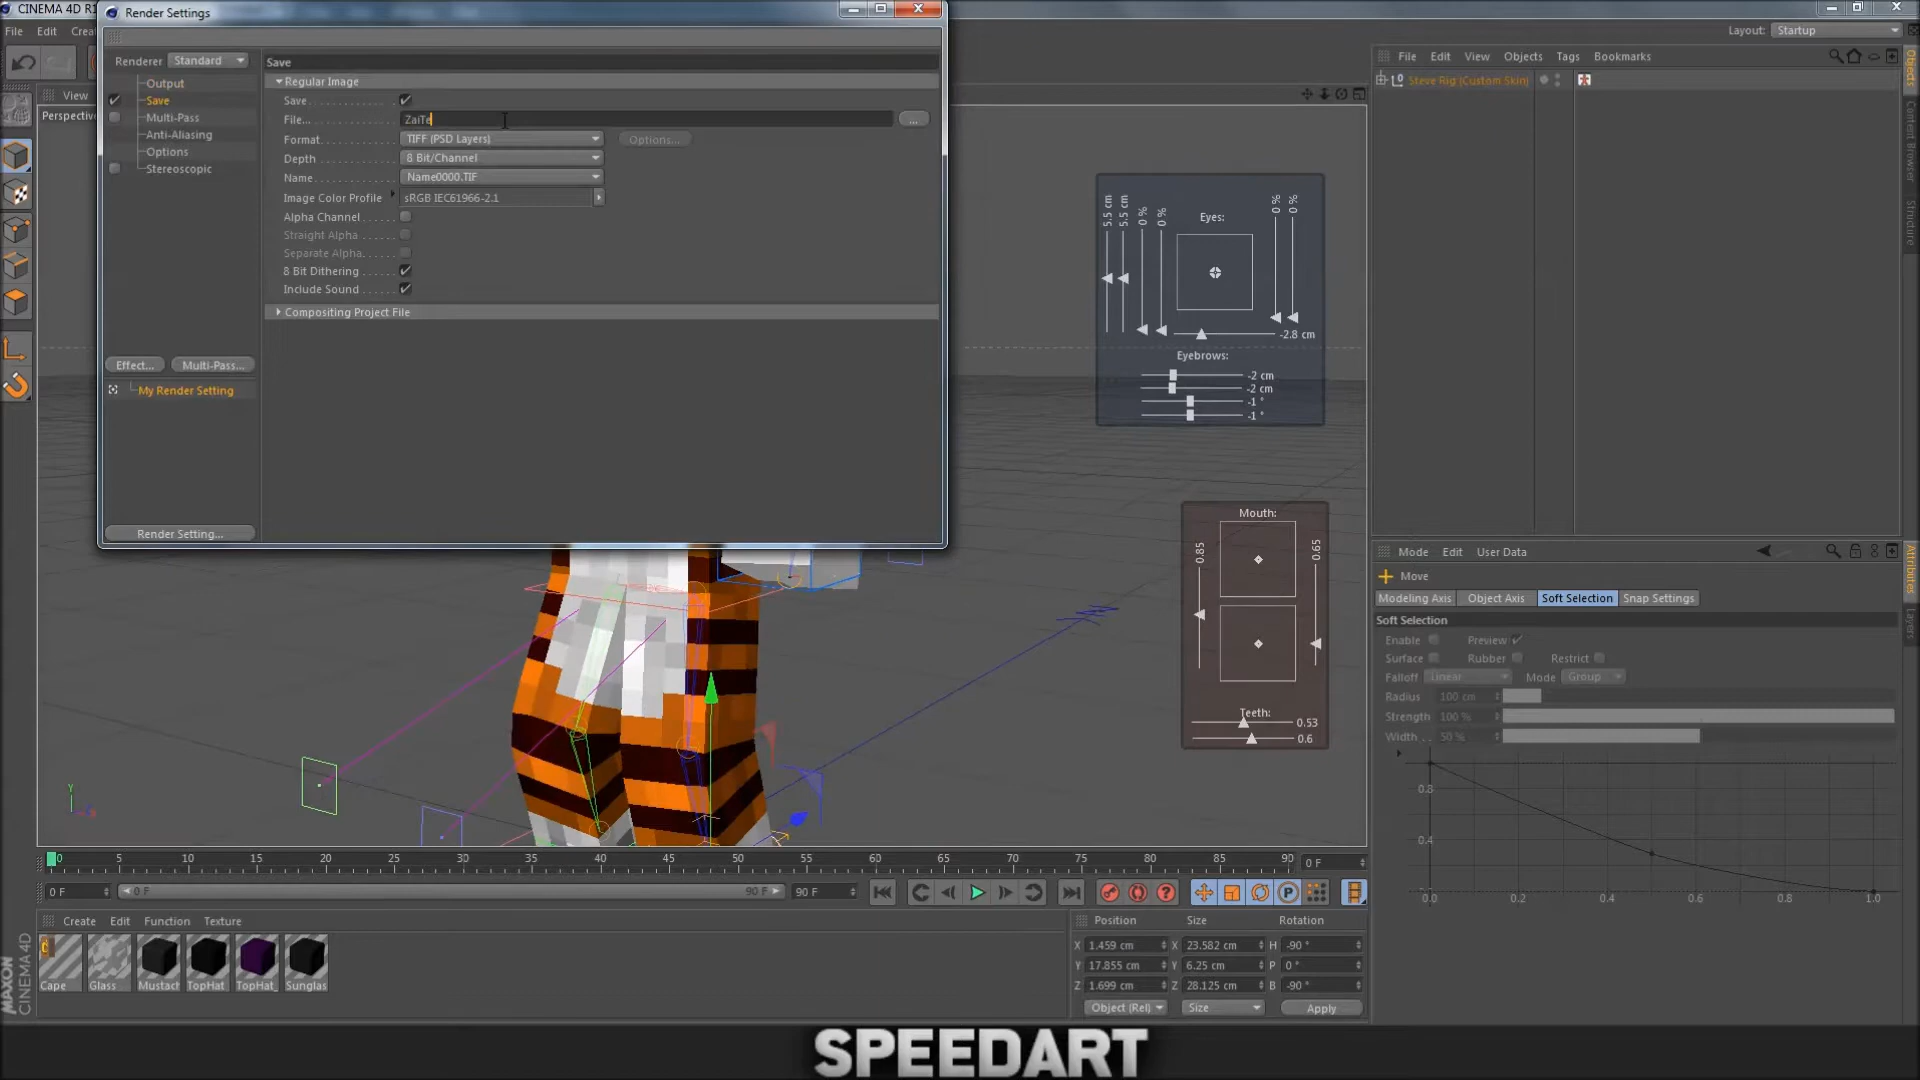 CINEMA 4D R1
Render Settings
File Edit Crea
Layout: Startup
Renderer Standard
Output
Save
Multi-Pass
Anti-Aliasing
Options
Stereoscopic
Effect...
Multi-Pass...
My Render Setting
Render Setting...
Save
Regular Image
Save
File... ZaiTe
...
Format TIFF (PSD Layers) Options...
Depth 8 Bit/Channel
Name Name0000.TIF
Image Color Profile sRGB IEC61966-2.1
Alpha Channel
Straight Alpha
Separate Alpha
8 Bit Dithering
Include Sound
Compositing Project File
View
Perspective
File Edit View Objects Tags Bookmarks
Steve Rig (Custom Skin)
Objects
Content Browser
Structure
5.5 cm 5.5 cm 0 % 0 % Eyes: 0 % 0 %
-2.8 cm
Eyebrows:
-2 cm
-2 cm
-1 °
-1 °
Mouth:
0.85 0.65
Teeth:
0.53
0.6
Mode Edit User Data
Move
Modeling Axis Object Axis Soft Selection Snap Settings
Soft Selection
Enable Preview
Surface Rubber Restrict
Falloff Linear Mode Group
Radius 100 cm
Strength 100 %
Width 50 %
0.8
0.4
0.0 0.2 0.4 0.6 0.8 1.0
Attributes
Layers
Y
0 5 10 15 20 25 30 35 40 45 50 55 60 65 70 75 80 85 90 0 F
0 F 0 F 90 F 90 F
Create Edit Function Texture
Cape Glass Mustach TopHat TopHat_ Sunglas
Position Size Rotation
X 1.459 cm X 23.582 cm H -90 °
Y 17.855 cm Y 6.25 cm P 0 °
Z 1.699 cm Z 28.125 cm B -90 °
Object (Rel) Size Apply
MAXON CINEMA 4D
SPEEDART